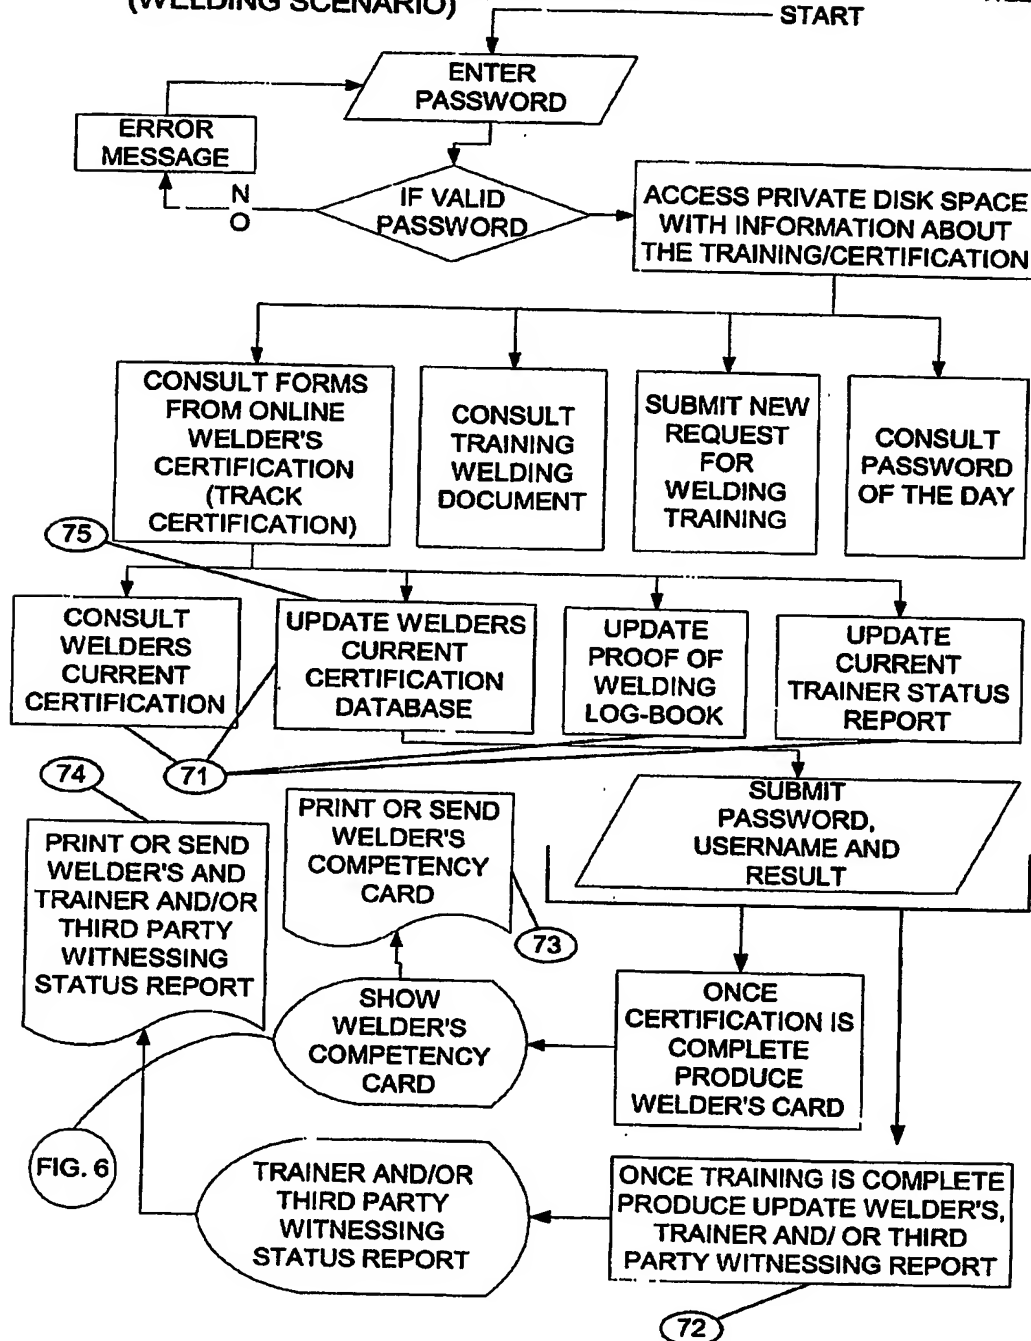 (WELDING SCENARIO)
START
ENTER
PASSWORD
ERROR
MESSAGE
N
O
IF VALID
PASSWORD
ACCESS PRIVATE DISK SPACE
WITH INFORMATION ABOUT
THE TRAINING/CERTIFICATION
CONSULT FORMS
FROM ONLINE
WELDER'S
CERTIFICATION
(TRACK
CERTIFICATION)
CONSULT
TRAINING
WELDING
DOCUMENT
SUBMIT NEW
REQUEST
FOR
WELDING
TRAINING
CONSULT
PASSWORD
OF THE DAY
75
CONSULT
WELDERS
CURRENT
CERTIFICATION
UPDATE WELDERS
CURRENT
CERTIFICATION
DATABASE
UPDATE
PROOF OF
WELDING
LOG-BOOK
UPDATE
CURRENT
TRAINER STATUS
REPORT
74
71
PRINT OR SEND
WELDER'S AND
TRAINER AND/OR
THIRD PARTY
WITNESSING
STATUS REPORT
PRINT OR SEND
WELDER'S
COMPETENCY
CARD
SUBMIT
PASSWORD,
USERNAME AND
RESULT
73
SHOW
WELDER'S
COMPETENCY
CARD
ONCE
CERTIFICATION IS
COMPLETE
PRODUCE
WELDER'S CARD
FIG. 6
TRAINER AND/OR
THIRD PARTY
WITNESSING
STATUS REPORT
ONCE TRAINING IS COMPLETE
PRODUCE UPDATE WELDER'S,
TRAINER AND/ OR THIRD
PARTY WITNESSING REPORT
72